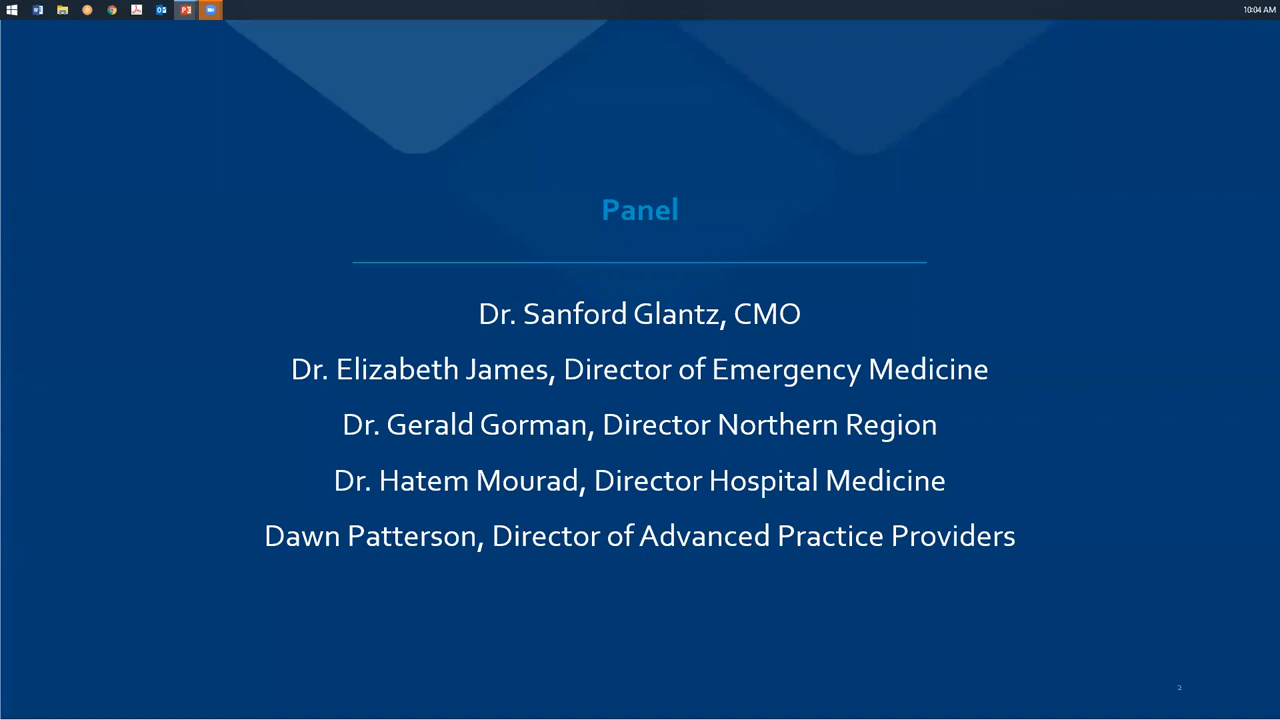 10:04 AM
Panel
Dr. Sanford Glantz, CMO
Dr. Elizabeth James, Director of Emergency Medicine
Dr. Gerald Gorman, Director Northern Region
Dr. Hatem Mourad, Director Hospital Medicine
Dawn Patterson, Director of Advanced Practice Providers
2